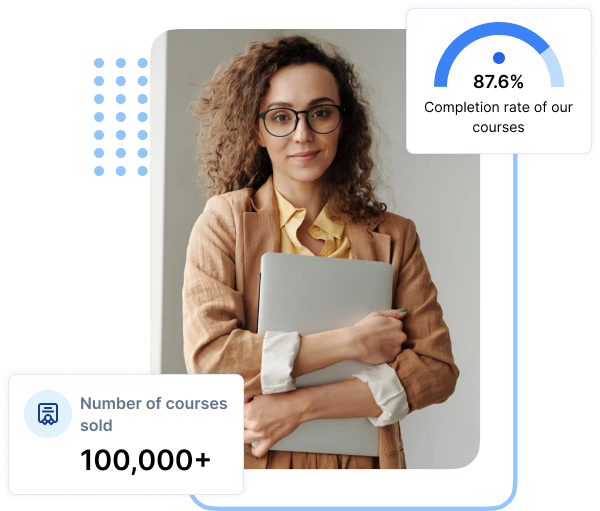 87.6%
Completion rate of our
courses
Number of courses
sold
100,000+